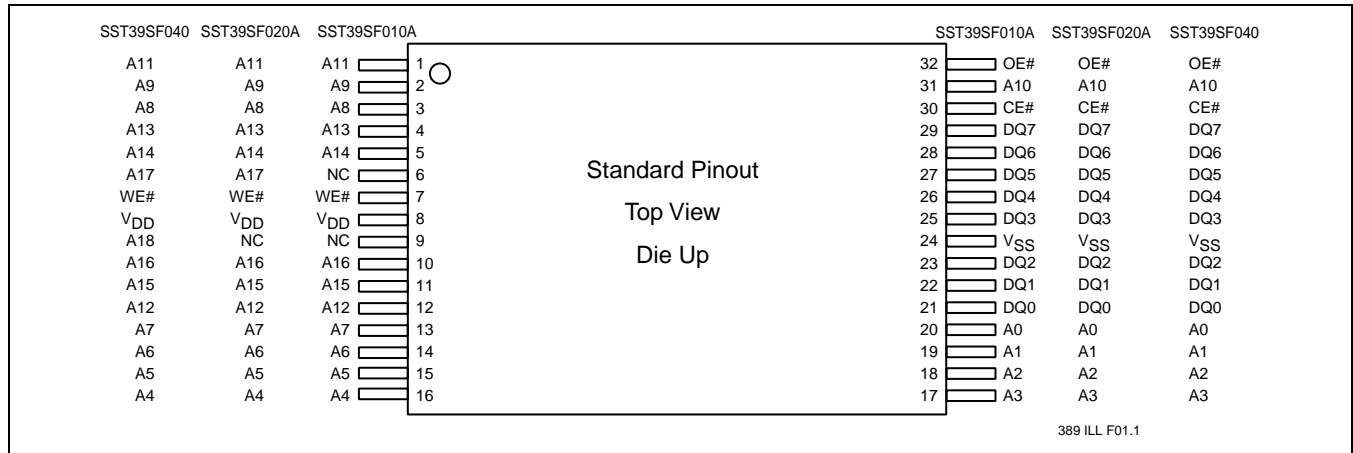 SST39SF040 SST39SF020A SST39SF010A SST39SF010A SST39SF020A SST39SF040
A11 A11 A11 1 32 OE# OE# OE#
A9 A9 A9 2 31 A10 A10 A10
A8 A8 A8 3 30 CE# CE# CE#
A13 A13 A13 4 29 DQ7 DQ7 DQ7
A14 A14 A14 5 28 DQ6 DQ6 DQ6
A17 A17 NC 6 Standard Pinout 27 DQ5 DQ5 DQ5
WE# WE# WE# 7 26 DQ4 DQ4 DQ4
VDD VDD VDD 8 Top View 25 DQ3 DQ3 DQ3
A18 NC NC 9 24 VSS VSS VSS
A16 A16 A16 10 Die Up 23 DQ2 DQ2 DQ2
A15 A15 A15 11 22 DQ1 DQ1 DQ1
A12 A12 A12 12 21 DQ0 DQ0 DQ0
A7 A7 A7 13 20 A0 A0 A0
A6 A6 A6 14 19 A1 A1 A1
A5 A5 A5 15 18 A2 A2 A2
A4 A4 A4 16 17 A3 A3 A3
389 ILL F01.1